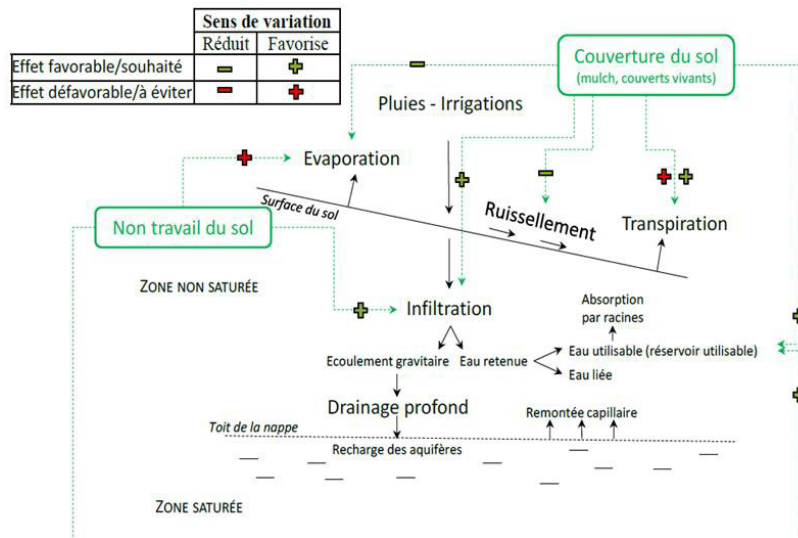 Sens de variation
Réduit Favorise
Effet favorable/souhaité
Effet défavorable/à éviter
Couverture du sol
(mulch, couverts vivants)
Pluies - Irrigations
Evaporation
Surface du sol
Ruissellement
Transpiration
Non travail du sol
ZONE NON SATURÉE
Infiltration
Absorption
par racines
Ecoulement gravitaire
Eau retenue
Eau utilisable (réservoir utilisable)
Eau liée
Drainage profond
Remontée capillaire
Toit de la nappe
Recharge des aquifères
ZONE SATURÉE